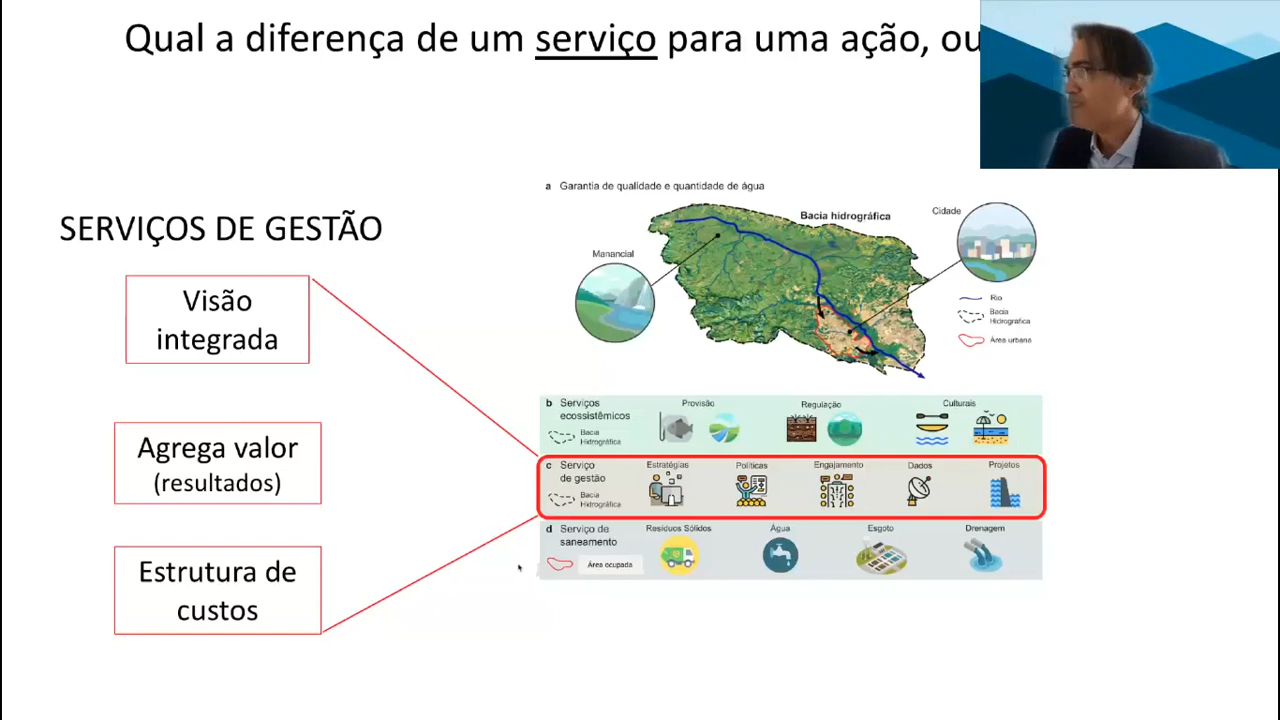 Qual a diferença de um serviço para uma ação, ou
SERVIÇOS DE GESTÃO
Visão
integrada
Agrega valor
(resultados)
Estrutura de
custos
a Garantia de qualidade e quantidade de água
Bacia hidrográfica
Cidade
Manancial
Rio
Bacia
Hidrográfica
Área urbana
b Serviços
ecossistêmicos
Bacia
Hidrográfica
Provisão
Regulação
Culturais
c Serviço
de gestão
Bacia
Hidrográfica
Estratégias
Políticas
Engajamento
Dados
Projetos
d Serviço de
saneamento
Área ocupada
Resíduos Sólidos
Água
Esgoto
Drenagem